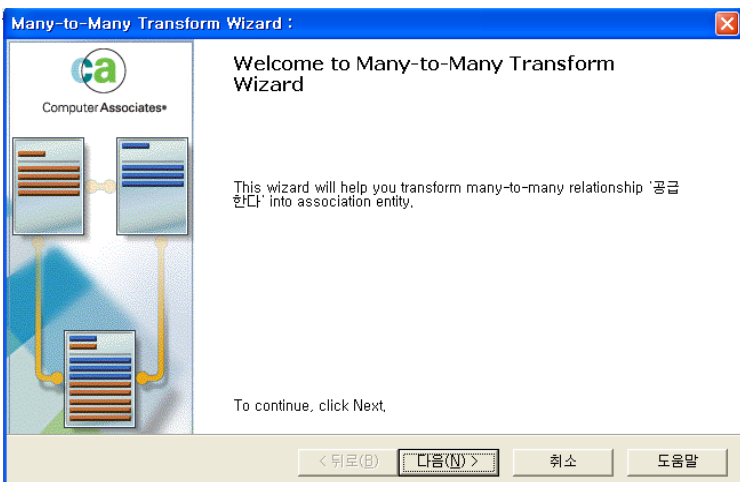 Many-to-Many Transform Wizard :
ca
Computer Associates®
Welcome to Many-to-Many Transform
Wizard
This wizard will help you transform many-to-many relationship '공급
한다' into association entity.
To continue, click Next.
< 뒤로(B)
다음(N) >
취소
도움말